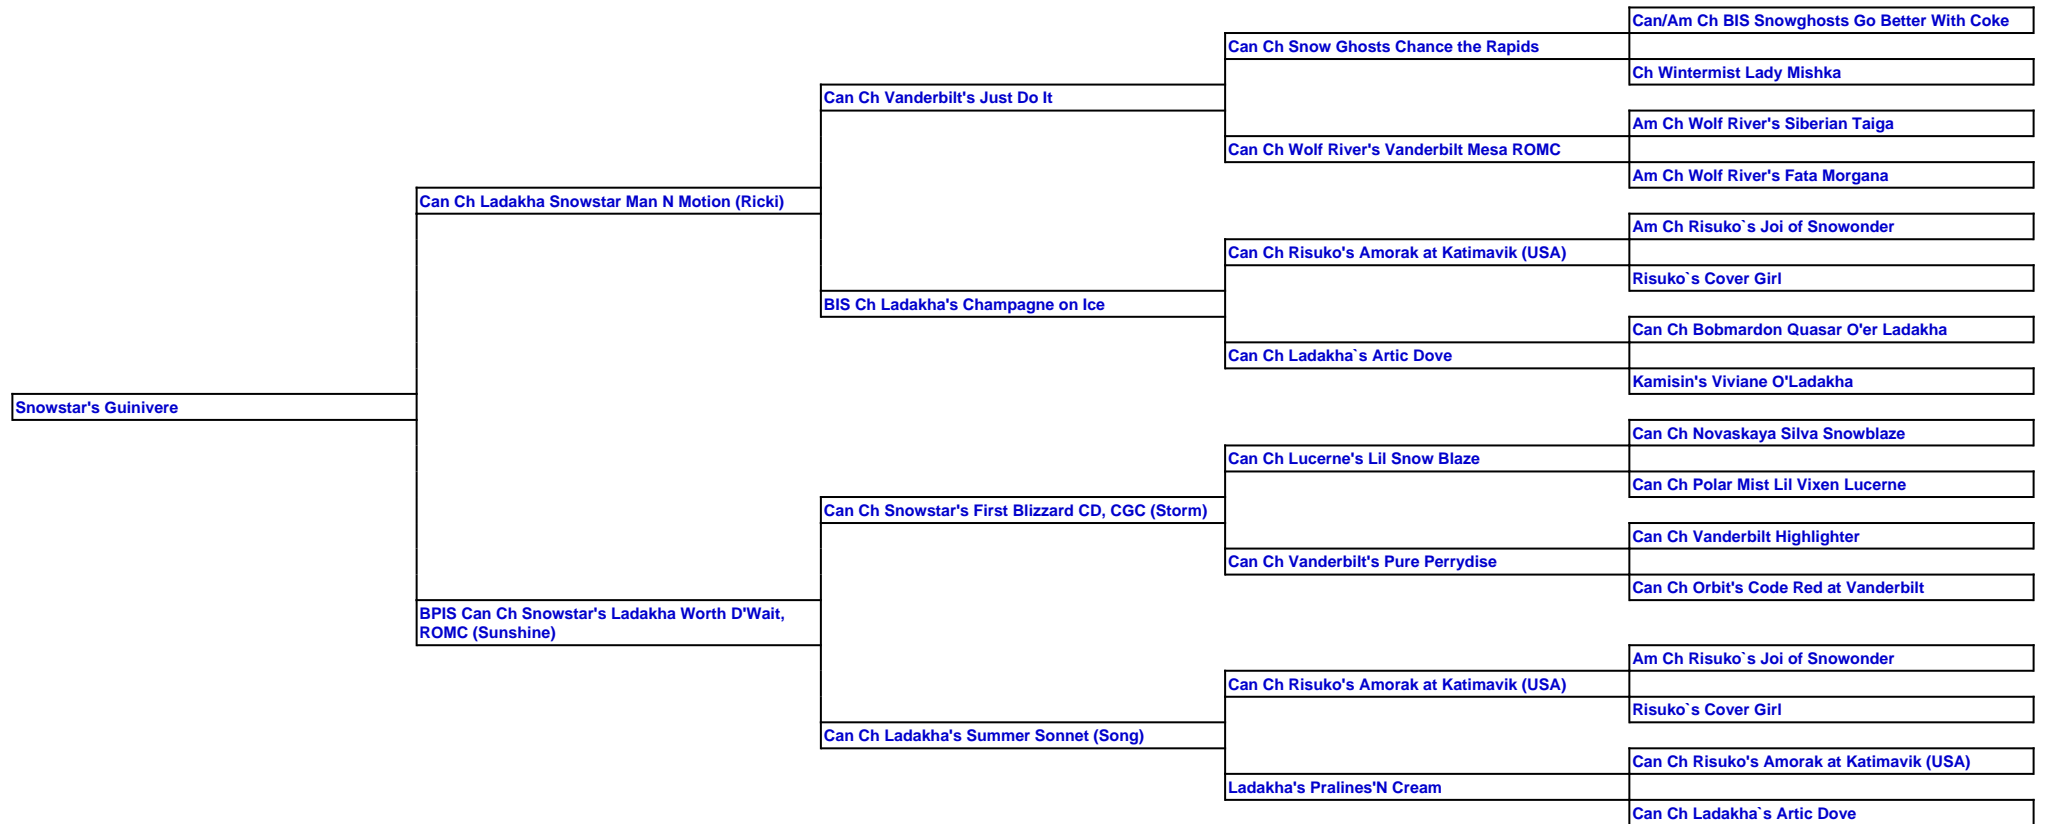 Can/Am Ch BIS Snowghosts Go Better With Coke
Can Ch Snow Ghosts Chance the Rapids
Ch Wintermist Lady Mishka
Can Ch Vanderbilt's Just Do It
Am Ch Wolf River's Siberian Taiga
Can Ch Wolf River's Vanderbilt Mesa ROMC
Am Ch Wolf River's Fata Morgana
Can Ch Ladakha Snowstar Man N Motion (Ricki)
Am Ch Risuko`s Joi of Snowonder
Can Ch Risuko's Amorak at Katimavik (USA)
Risuko`s Cover Girl
BIS Ch Ladakha's Champagne on Ice
Can Ch Bobmardon Quasar O'er Ladakha
Can Ch Ladakha`s Artic Dove
Kamisin's Viviane O'Ladakha
Snowstar's Guinivere
Can Ch Novaskaya Silva Snowblaze
Can Ch Lucerne's Lil Snow Blaze
Can Ch Polar Mist Lil Vixen Lucerne
Can Ch Snowstar's First Blizzard CD, CGC (Storm)
Can Ch Vanderbilt Highlighter
Can Ch Vanderbilt's Pure Perrydise
Can Ch Orbit's Code Red at Vanderbilt
BPIS Can Ch Snowstar's Ladakha Worth D'Wait,
ROMC (Sunshine)
Am Ch Risuko`s Joi of Snowonder
Can Ch Risuko's Amorak at Katimavik (USA)
Risuko`s Cover Girl
Can Ch Ladakha's Summer Sonnet (Song)
Can Ch Risuko's Amorak at Katimavik (USA)
Ladakha's Pralines'N Cream
Can Ch Ladakha`s Artic Dove